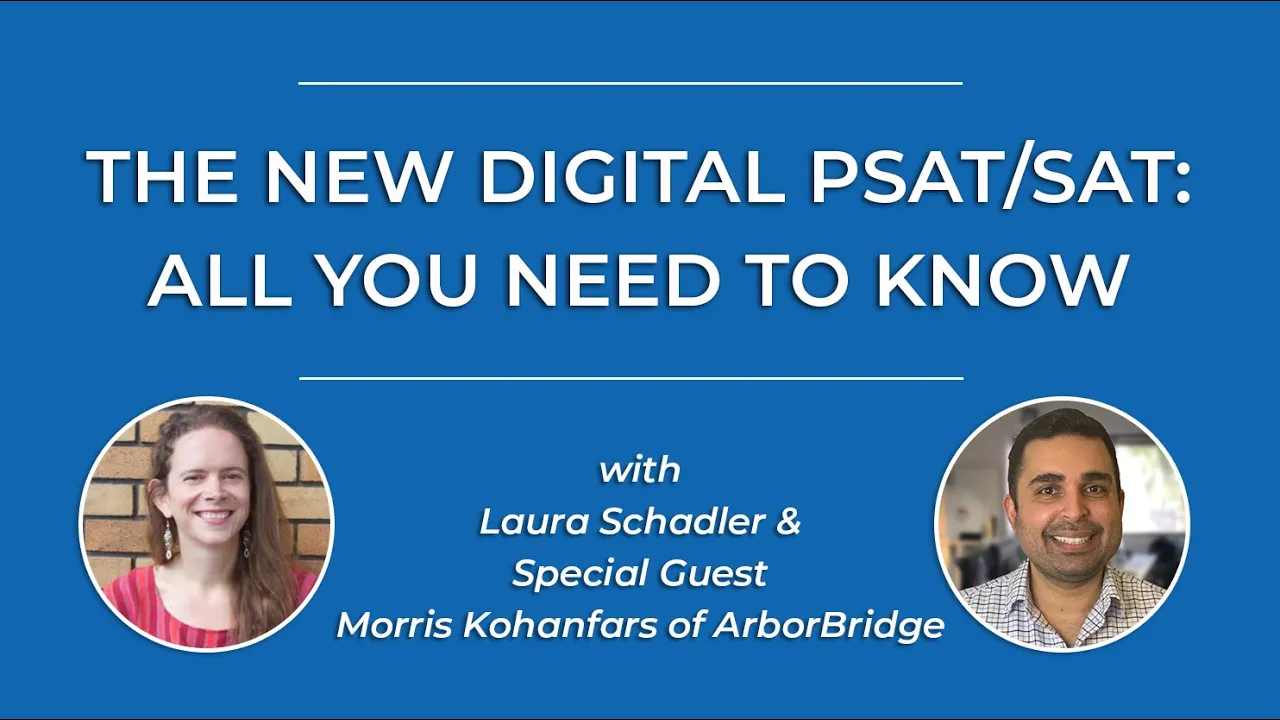 THE NEW DIGITAL PSAT/SAT:
ALL YOU NEED TO KNOW
with
Laura Schadler &
Special Guest
Morris Kohanfars of ArborBridge